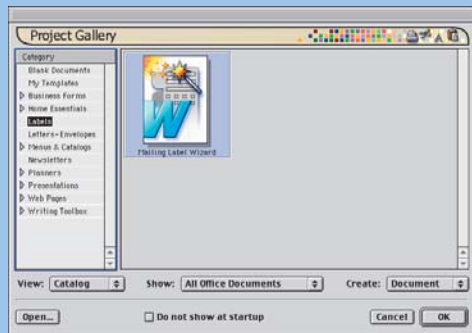 Project Gallery
Category
Blank Documents
My Templates
Business Forms
Home Essentials
Labels
Letters-Envelopes
Menus & Catalogs
Newsletters
Planners
Presentations
Web Pages
Writing Toolbox
W
Mailing Label Wizard
View: Catalog Show: All Office Documents Create: Document
Open... Do not show at startup Cancel OK